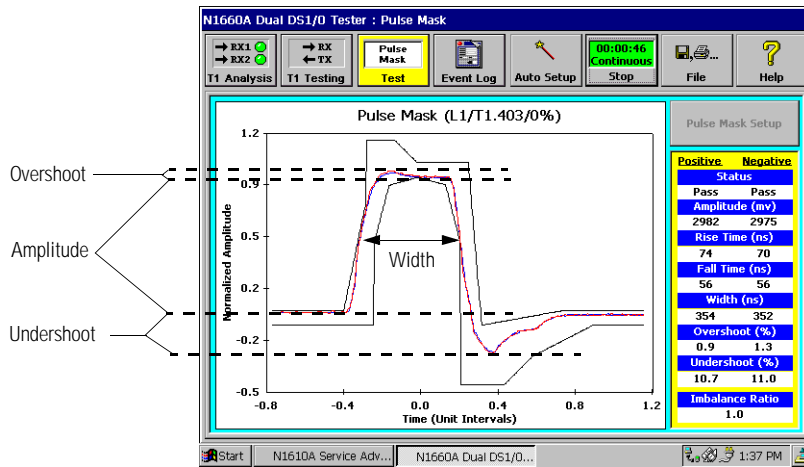 N1660A Dual DS1/0 Tester : Pulse Mask
RX1
RX2
T1 Analysis
RX
TX
T1 Testing
Pulse
Mask
Test
Event Log
Auto Setup
00:00:46
Continuous
Stop
File
Help
Pulse Mask (L1/T1.403/0%)
Pulse Mask Setup
1.2
0.9
0.5
0.2
-0.2
-0.5
Normalized Amplitude
-0.8
-0.4
0.0
0.4
0.8
1.2
Time (Unit Intervals)
Overshoot
Amplitude
Undershoot
Width
Positive Negative
Status
Pass Pass
Amplitude (mv)
2982 2975
Rise Time (ns)
74 70
Fall Time (ns)
56 56
Width (ns)
354 352
Overshoot (%)
0.9 1.3
Undershoot (%)
10.7 11.0
Imbalance Ratio
1.0
Start
N1610A Service Adv...
N1660A Dual DS1/0...
1:37 PM